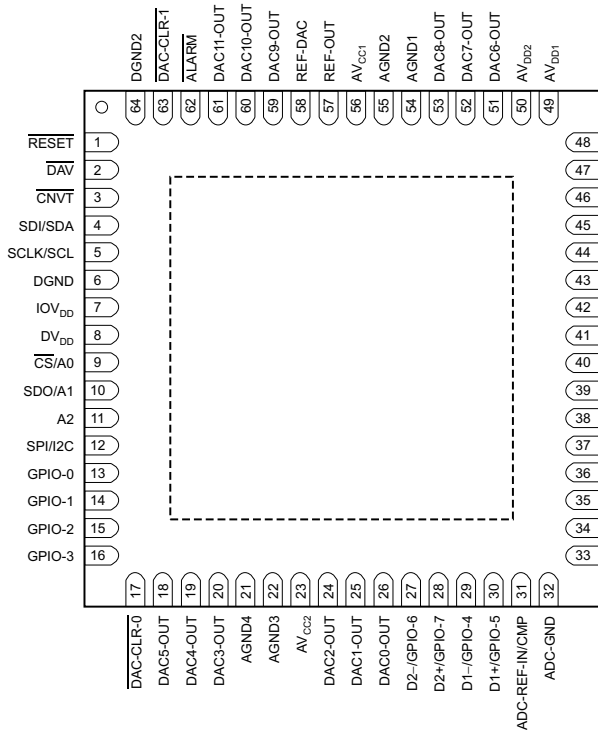 DGND2
DAC-CLR-1
ALARM
DAC11-OUT
DAC10-OUT
DAC9-OUT
REF-DAC
REF-OUT
AVCC1
AGND2
AGND1
DAC8-OUT
DAC7-OUT
DAC6-OUT
AVDD2
AVDD1
64 63 62 61 60 59 58 57 56 55 54 53 52 51 50 49
RESET 1
DAV 2
CNVT 3
SDI/SDA 4
SCLK/SCL 5
DGND 6
IOVDD 7
DVDD 8
CS/A0 9
SDO/A1 10
A2 11
SPI/I2C 12
GPIO-0 13
GPIO-1 14
GPIO-2 15
GPIO-3 16
48
47
46
45
44
43
42
41
40
39
38
37
36
35
34
33
17 18 19 20 21 22 23 24 25 26 27 28 29 30 31 32
DAC-CLR-0
DAC5-OUT
DAC4-OUT
DAC3-OUT
AGND4
AGND3
AVCC2
DAC2-OUT
DAC1-OUT
DAC0-OUT
D2−/GPIO-6
D2+/GPIO-7
D1−/GPIO-4
D1+/GPIO-5
ADC-REF-IN/CMP
ADC-GND